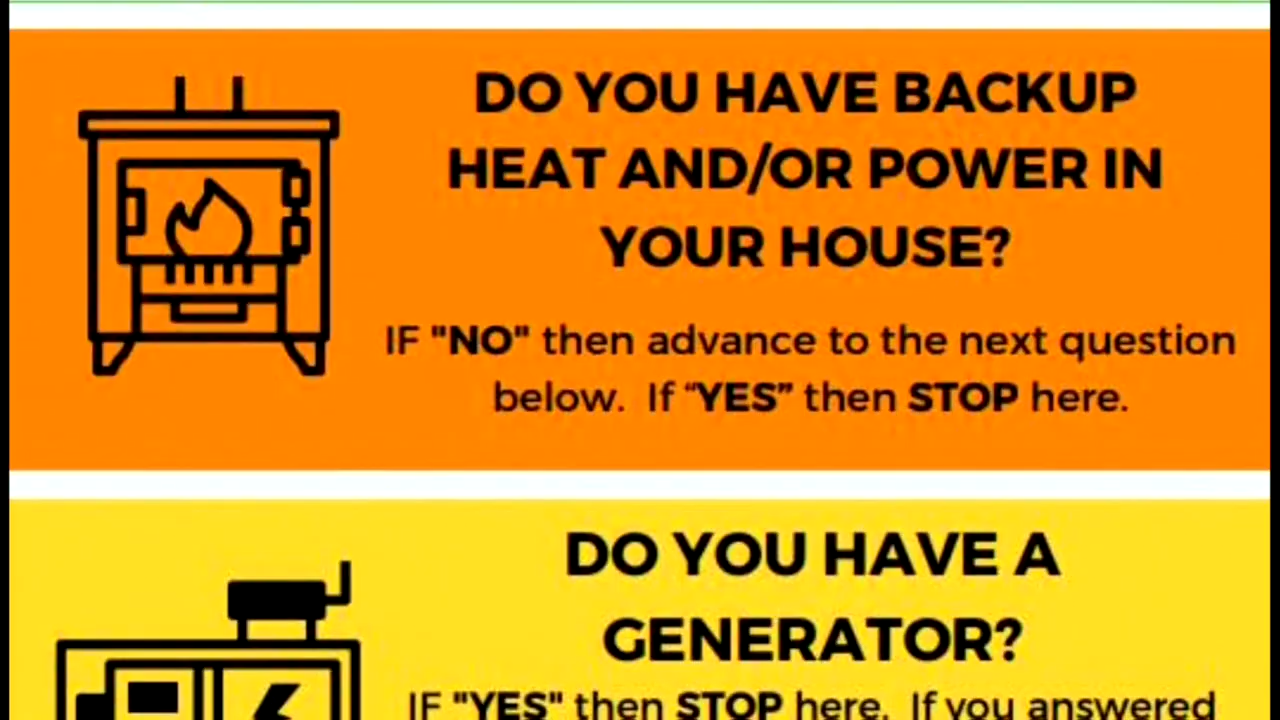 DO YOU HAVE BACKUP
HEAT AND/OR POWER IN
YOUR HOUSE?
IF "NO" then advance to the next question
below. If “YES” then STOP here.
DO YOU HAVE A
GENERATOR?
IF "YES" then STOP here. If you answered